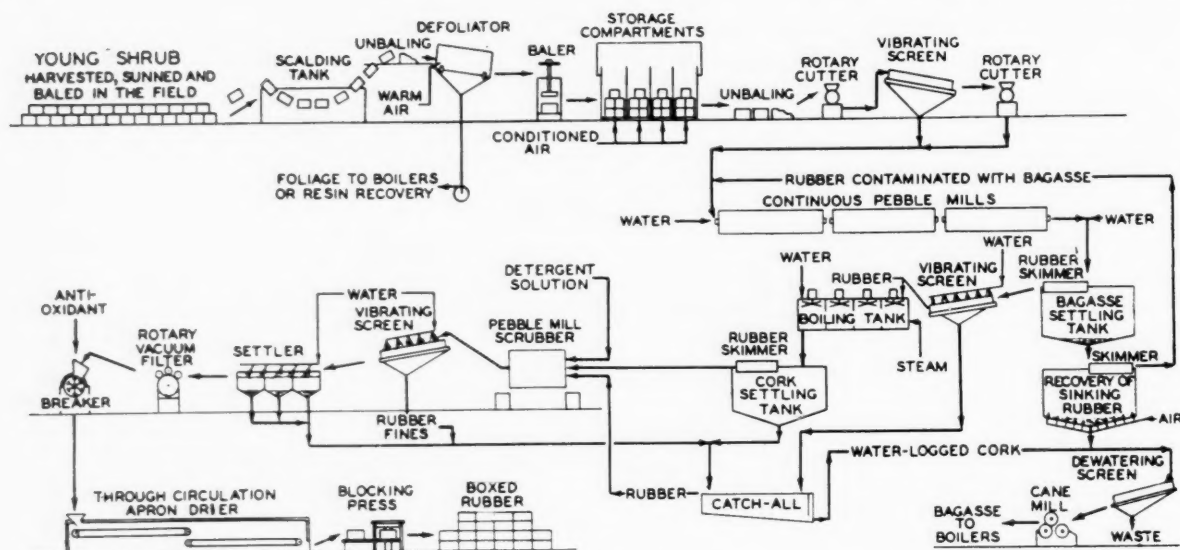 YOUNG SHRUB
HARVESTED, SUNNED AND
BALED IN THE FIELD
SCALDING
TANK
UNBALING
DEFOLIATOR
WARM
AIR
FOLIAGE TO BOILERS
OR RESIN RECOVERY
BALER
STORAGE
COMPARTMENTS
CONDITIONED
AIR
UNBALING
ROTARY
CUTTER
VIBRATING
SCREEN
ROTARY
CUTTER
RUBBER CONTAMINATED WITH BAGASSE
CONTINUOUS PEBBLE MILLS
WATER
WATER
WATER
RUBBER
SKIMMER
BAGASSE
SETTLING
TANK
SKIMMER
RECOVERY OF
SINKING
RUBBER
AIR
VIBRATING
SCREEN
RUBBER
WATER
BOILING TANK
STEAM
RUBBER
SKIMMER
CORK
SETTLING
TANK
DETERGENT
SOLUTION
PEBBLE MILL
SCRUBBER
WATER
VIBRATING
SCREEN
RUBBER
FINES
SETTLER
ROTARY
VACUUM
FILTER
ANTI-
OXIDANT
BREAKER
WATER-LOGGED CORK
RUBBER
CATCH-ALL
DEWATERING
SCREEN
CANE
MILL
BAGASSE
TO
BOILERS
WASTE
THROUGH CIRCULATION
APRON DRIER
BLOCKING
PRESS
BOXED
RUBBER